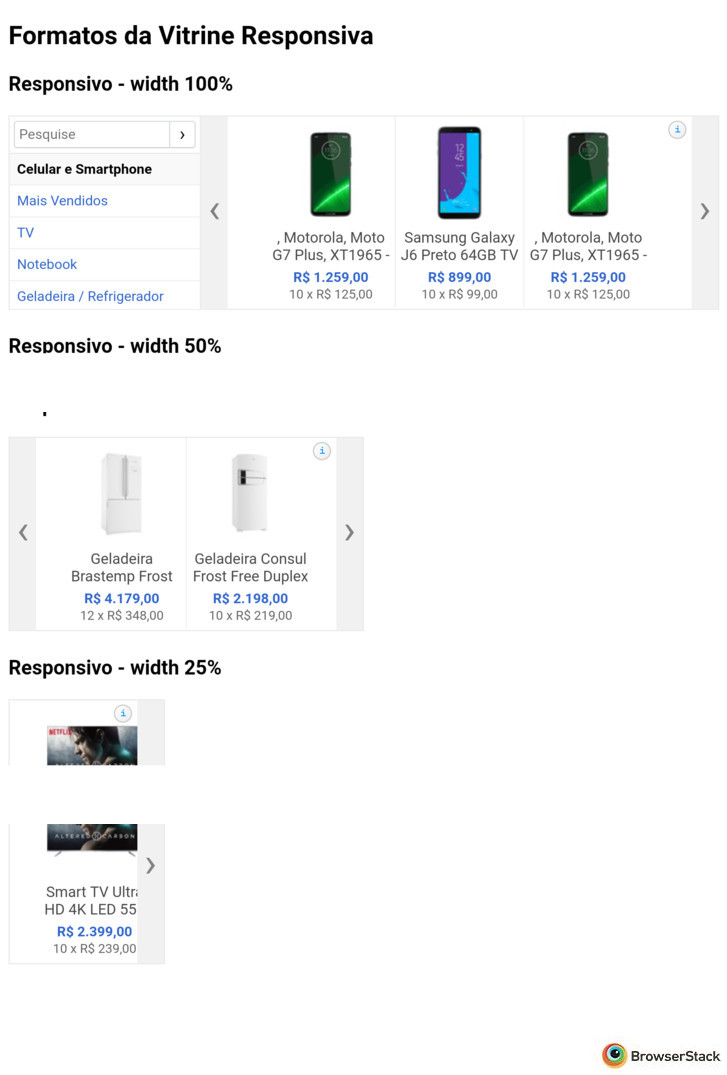 Formatos da Vitrine Responsiva
Responsivo - width 100%
Pesquise
Celular e Smartphone
Mais Vendidos
TV
Notebook
Geladeira / Refrigerador
, Motorola, Moto
G7 Plus, XT1965 -
R$ 1.259,00
10 x R$ 125,00
Samsung Galaxy
J6 Preto 64GB TV
R$ 899,00
10 x R$ 99,00
, Motorola, Moto
G7 Plus, XT1965 -
R$ 1.259,00
10 x R$ 125,00
Responsivo - width 50%
Geladeira
Brastemp Frost
R$ 4.179,00
12 x R$ 348,00
Geladeira Consul
Frost Free Duplex
R$ 2.198,00
10 x R$ 219,00
Responsivo - width 25%
NETFLIX
ALTERED CARBON
Smart TV Ultra
HD 4K LED 55
R$ 2.399,00
10 x R$ 239,00
BrowserStack